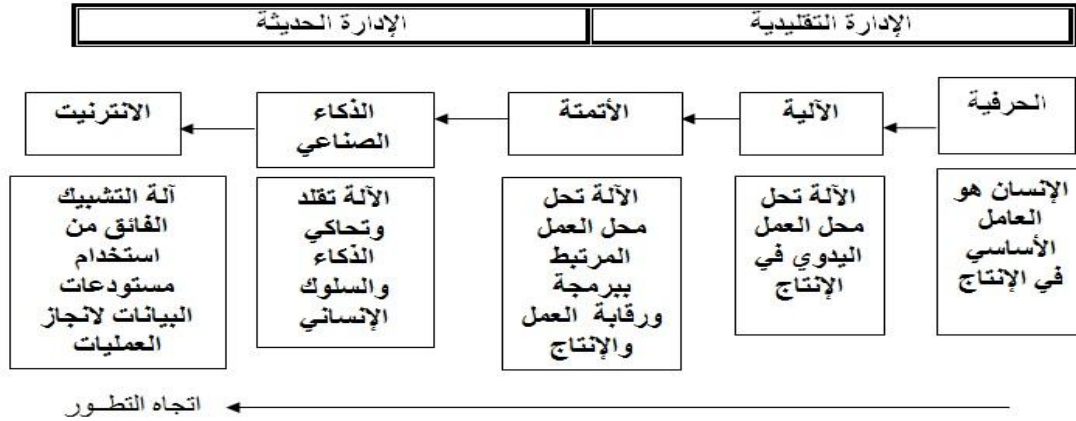 الإدارة التقليدية
الإدارة الحديثة
الحرفية
الآلية
الأتمتة
الذكاء
الصناعي
الانترنيت
الإنسان هو
العامل
الأساسي
في الإنتاج
الآلة تحل
محل العمل
اليدوي في
الإنتاج
الآلة تحل
محل العمل
المرتبط
ببرمجة
ورقابة العمل
والإنتاج
الآلة تقلد
وتحاكي
الذكاء
والسلوك
الإنساني
آلة التشبيك
الفائق من
استخدام
مستودعات
البيانات لانجاز
العمليات
اتجاه التطــور